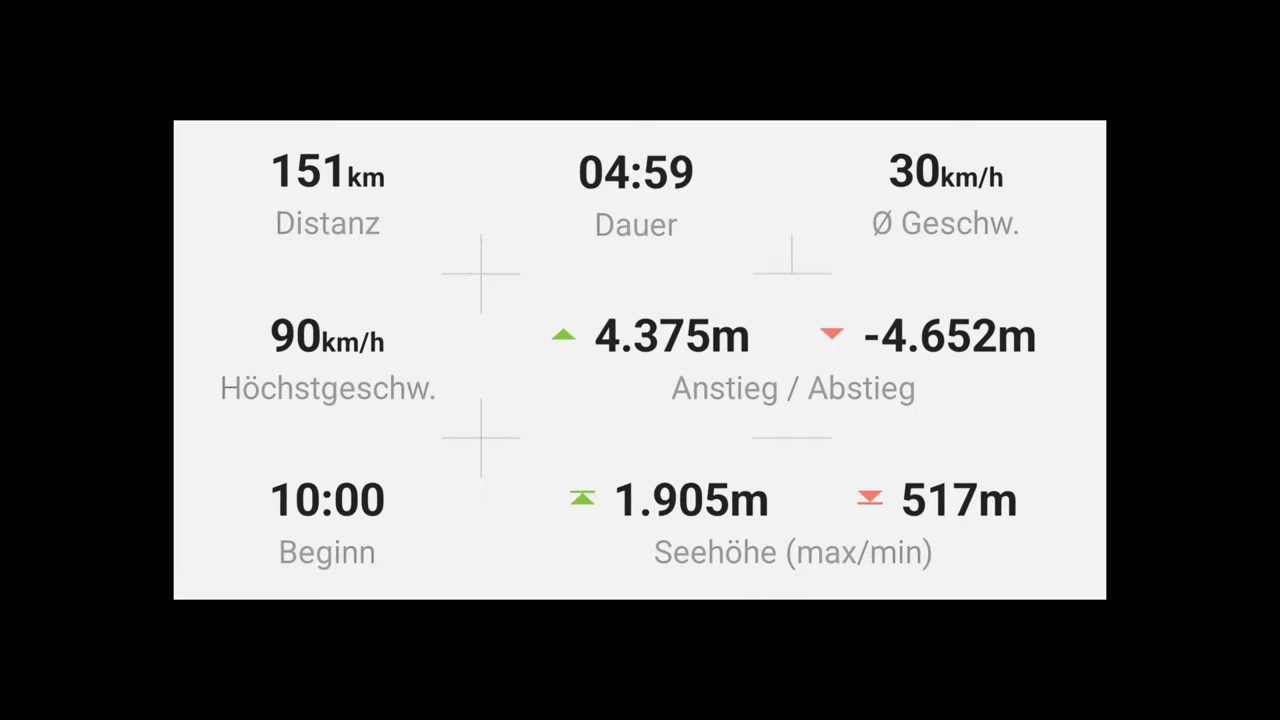 151km 04:59 30km/h
Distanz Dauer Ø Geschw.
90km/h 4.375m -4.652m
Höchstgeschw. Anstieg / Abstieg
10:00 1.905m 517m
Beginn Seehöhe (max/min)